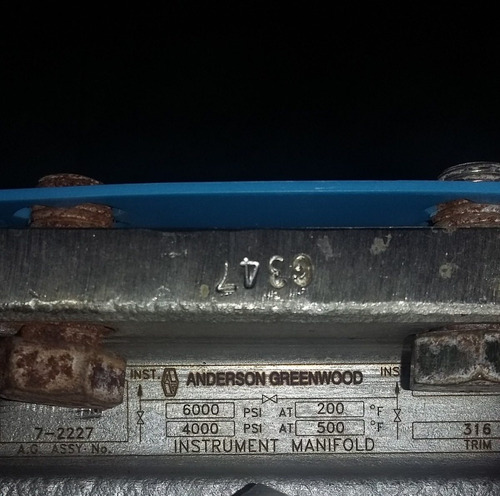 INST ANDERSON GREENWOOD INS
6000 PSI AT 200 °F
4000 PSI AT 500 °F
INSTRUMENT MANIFOLD
7-2227
A.G. ASSY No.
316
TRIM